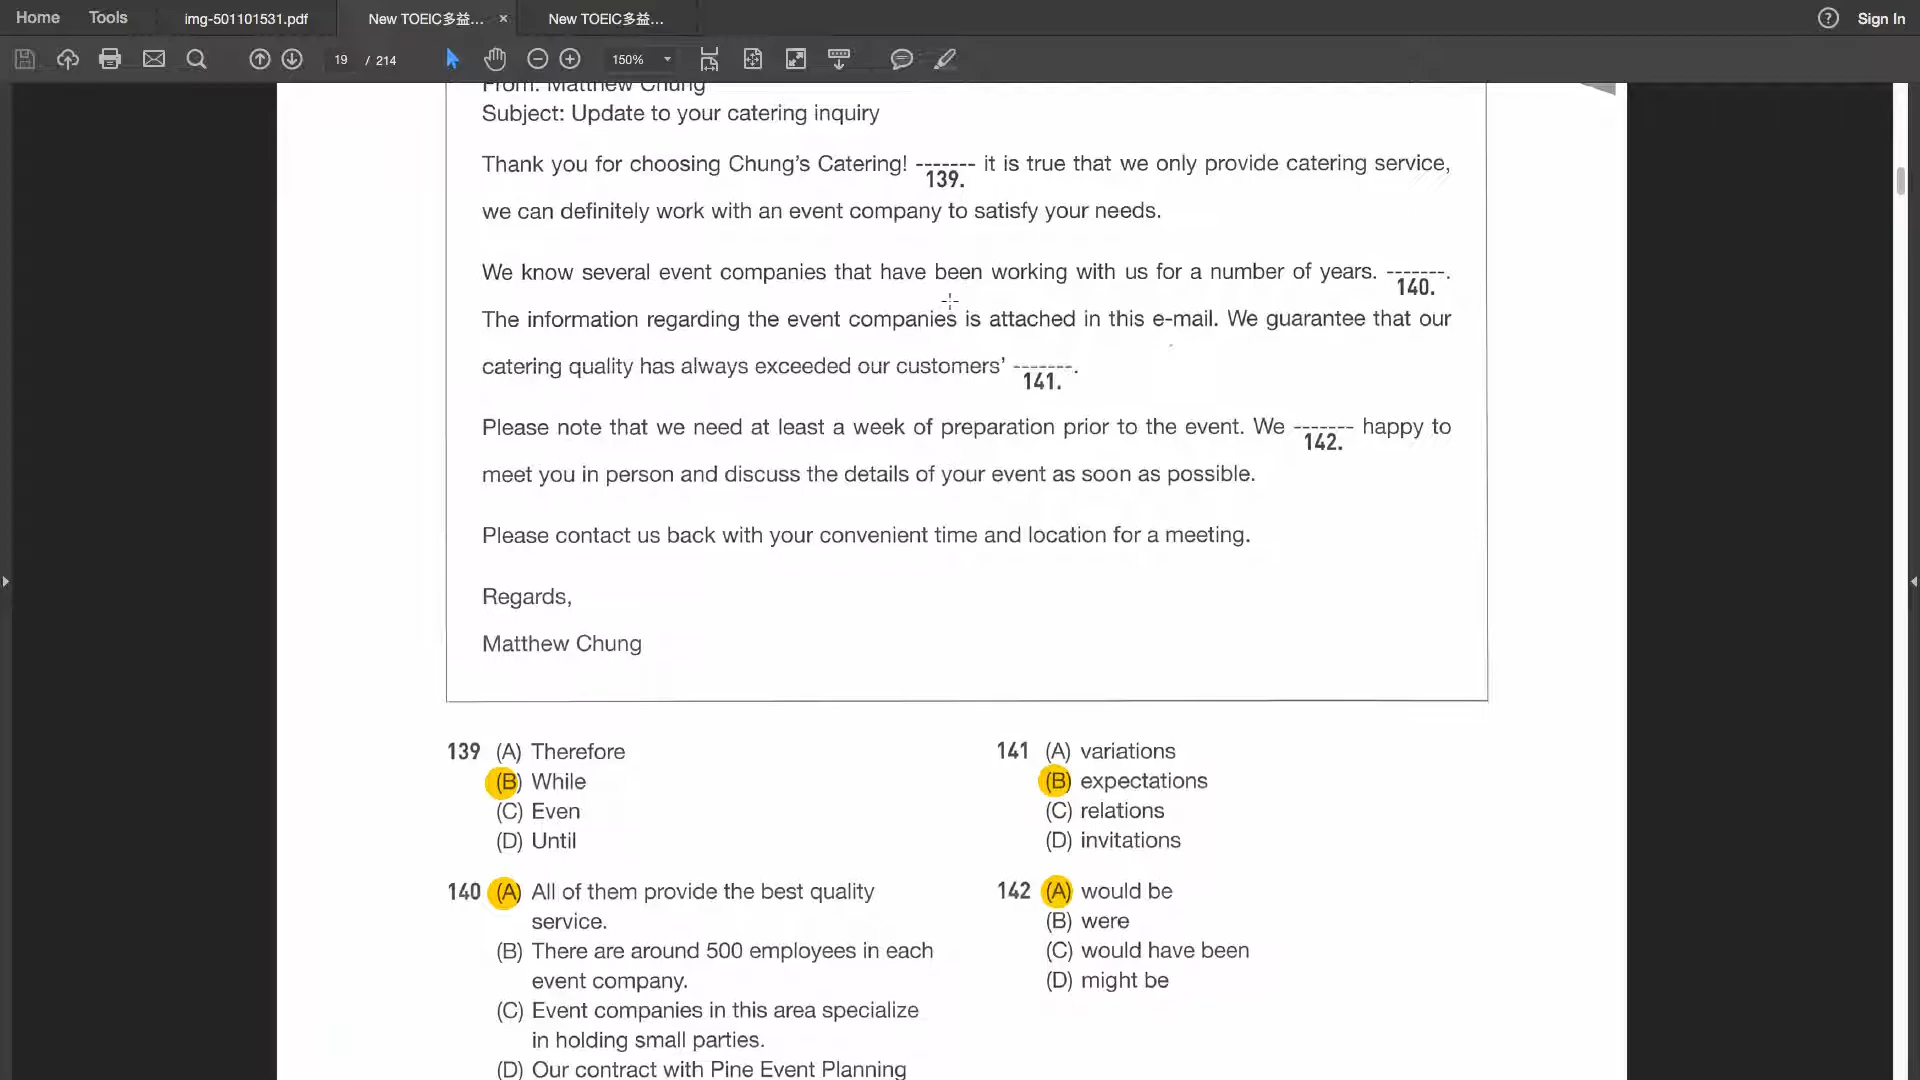 Home Tools img-501101531.pdf New TOEIC多益... × New TOEIC多益... ? Sign In
19 / 214 150%
From: Matthew Chung
Subject: Update to your catering inquiry
Thank you for choosing Chung's Catering! ------- it is true that we only provide catering service,
139.
we can definitely work with an event company to satisfy your needs.
We know several event companies that have been working with us for a number of years. -------.
140.
The information regarding the event companies is attached in this e-mail. We guarantee that our
catering quality has always exceeded our customers' -------.
141.
Please note that we need at least a week of preparation prior to the event. We ------- happy to
142.
meet you in person and discuss the details of your event as soon as possible.
Please contact us back with your convenient time and location for a meeting.
Regards,
Matthew Chung
139 (A) Therefore
(B) While
(C) Even
(D) Until
140 (A) All of them provide the best quality
service.
(B) There are around 500 employees in each
event company.
(C) Event companies in this area specialize
in holding small parties.
(D) Our contract with Pine Event Planning
141 (A) variations
(B) expectations
(C) relations
(D) invitations
142 (A) would be
(B) were
(C) would have been
(D) might be